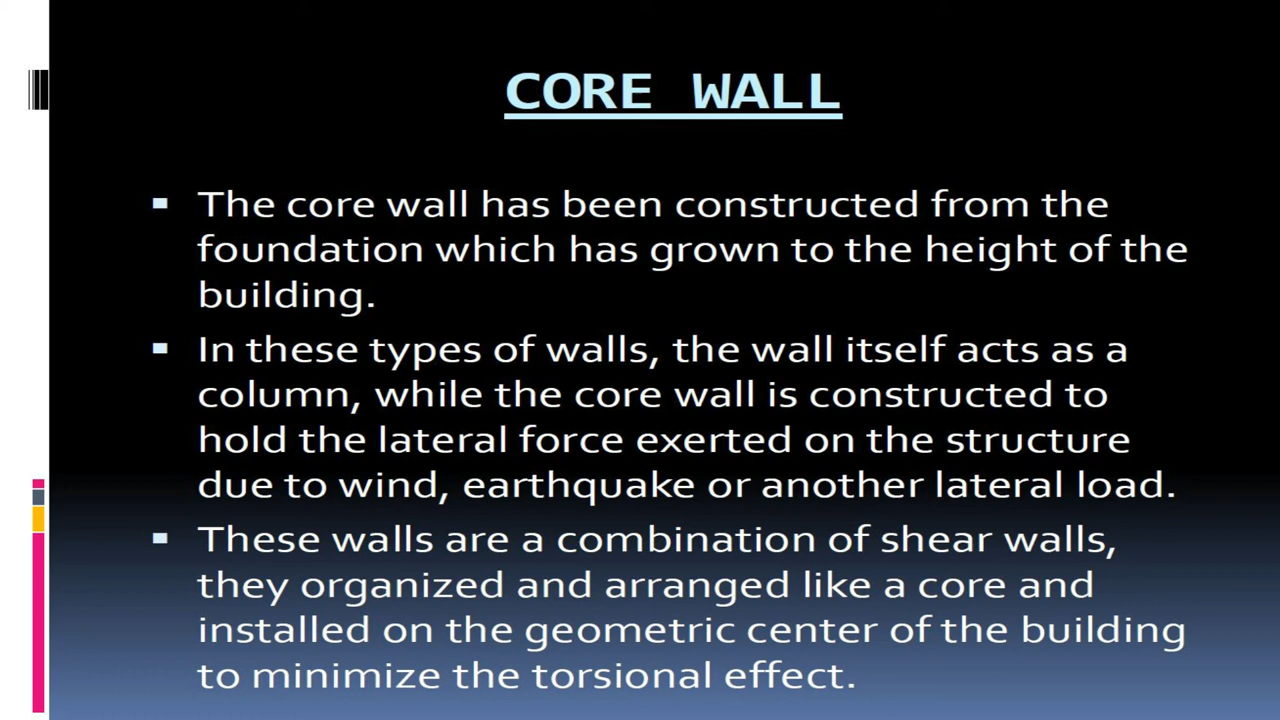 CORE WALL
▪ The core wall has been constructed from the
foundation which has grown to the height of the
building.
▪ In these types of walls, the wall itself acts as a
column, while the core wall is constructed to
hold the lateral force exerted on the structure
due to wind, earthquake or another lateral load.
▪ These walls are a combination of shear walls,
they organized and arranged like a core and
installed on the geometric center of the building
to minimize the torsional effect.